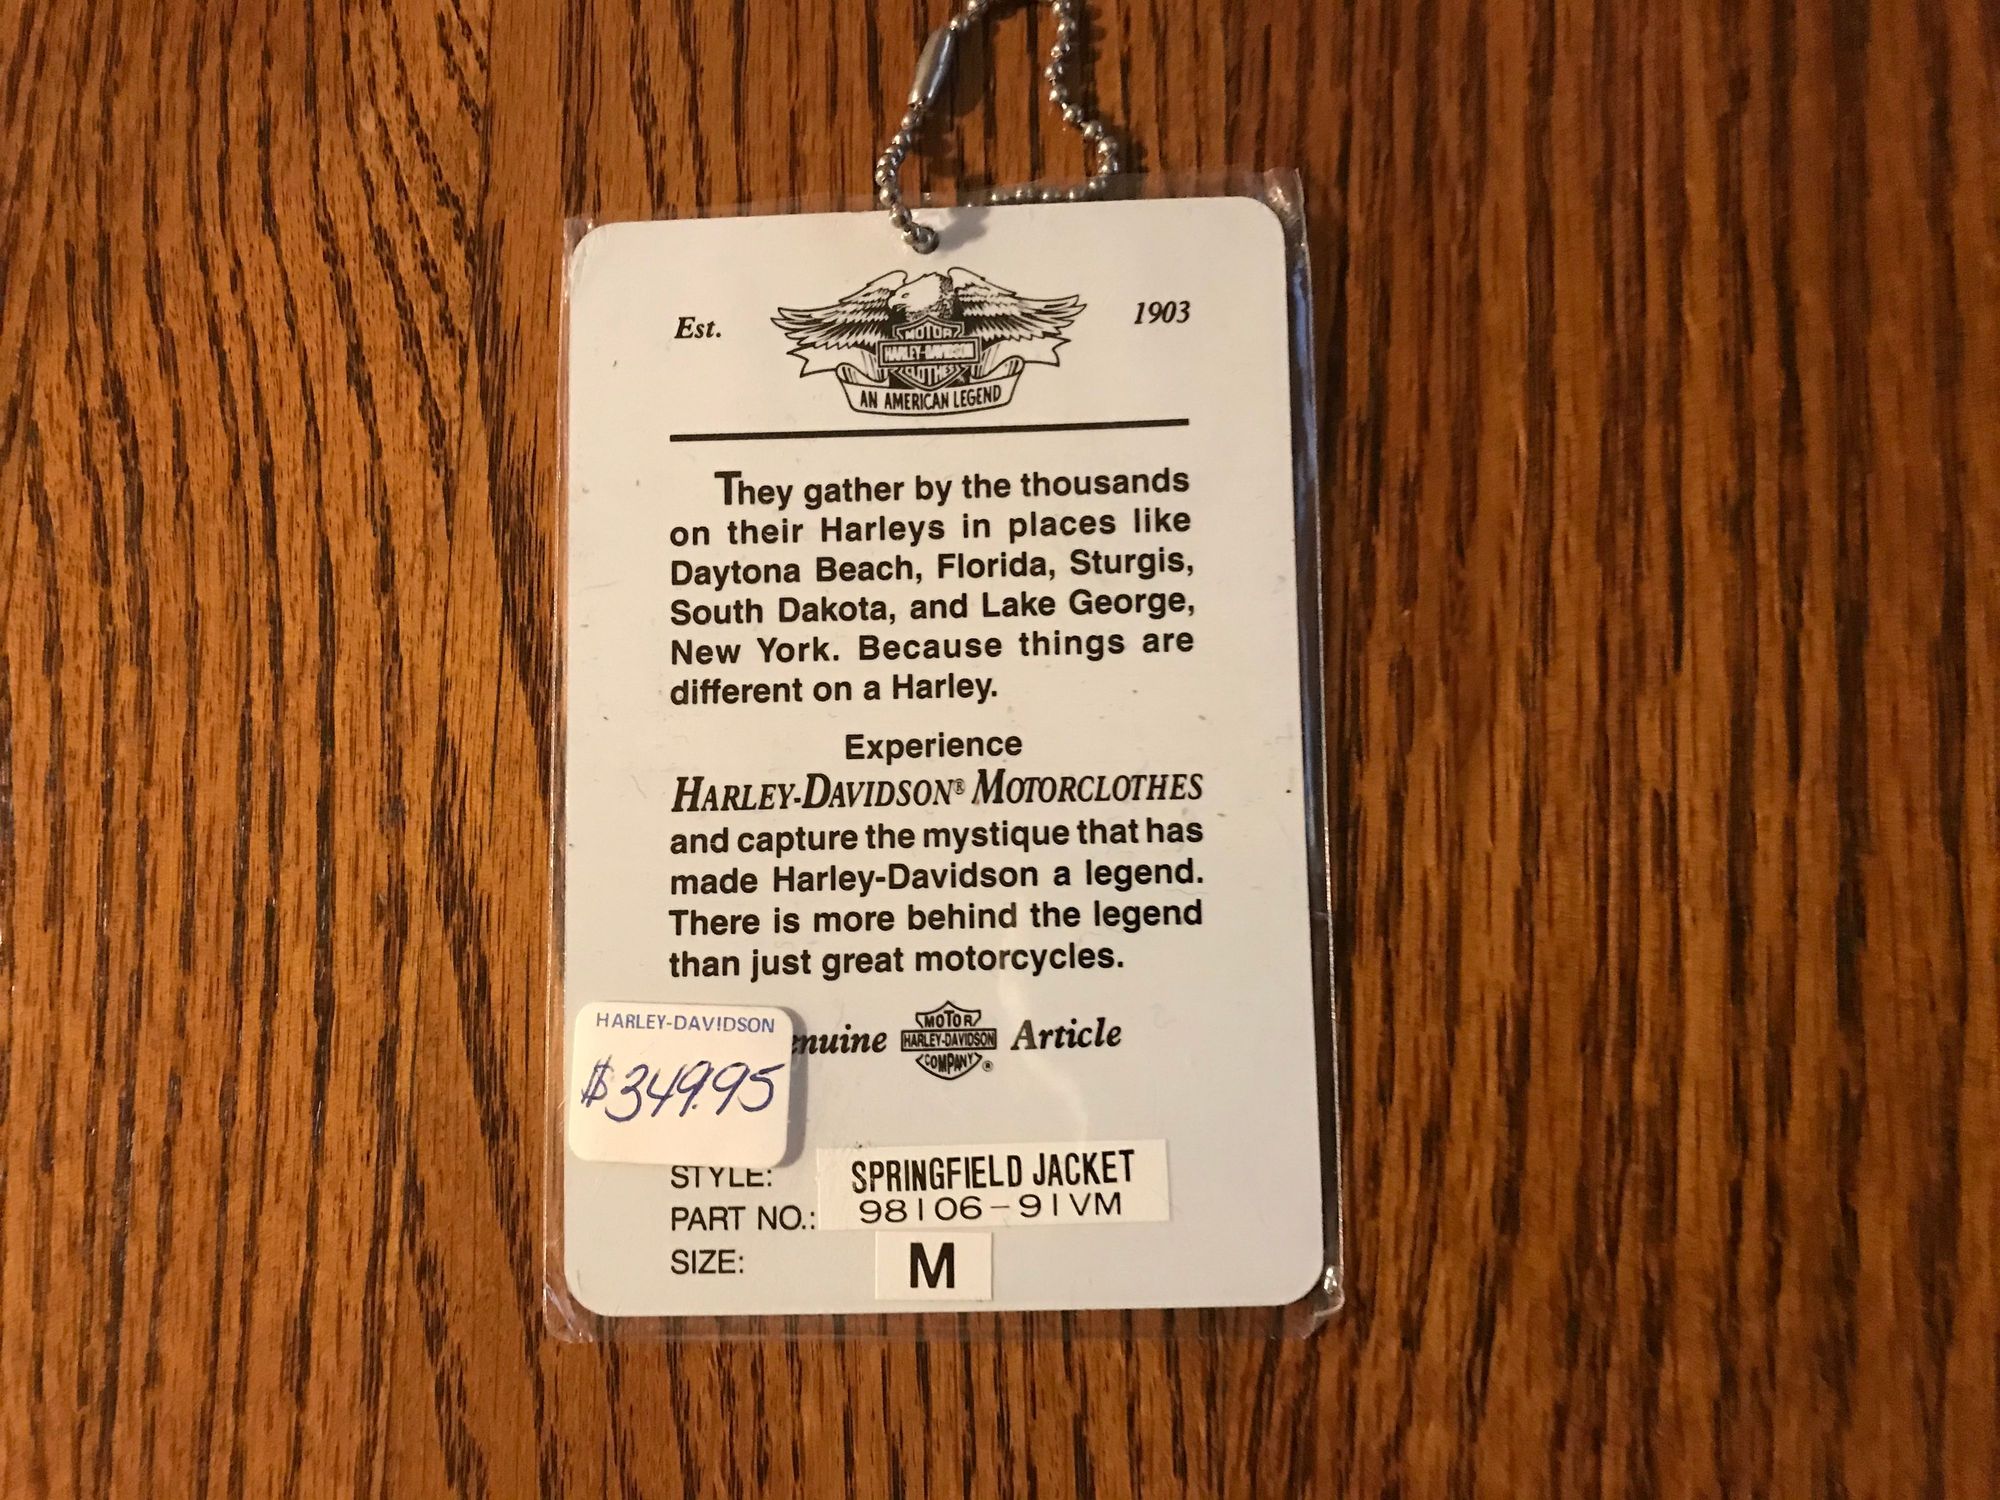 Est.
1903
MOTOR
HARLEY-DAVIDSON
CLOTHES
AN AMERICAN LEGEND
They gather by the thousands
on their Harleys in places like
Daytona Beach, Florida, Sturgis,
South Dakota, and Lake George,
New York. Because things are
different on a Harley.
Experience
HARLEY-DAVIDSON® MOTORCLOTHES
and capture the mystique that has
made Harley-Davidson a legend.
There is more behind the legend
than just great motorcycles.
HARLEY-DAVIDSON
$349.95
nuine
MOTOR
HARLEY-DAVIDSON
COMPANY ®
Article
STYLE: SPRINGFIELD JACKET
PART NO.: 98106-91VM
SIZE: M